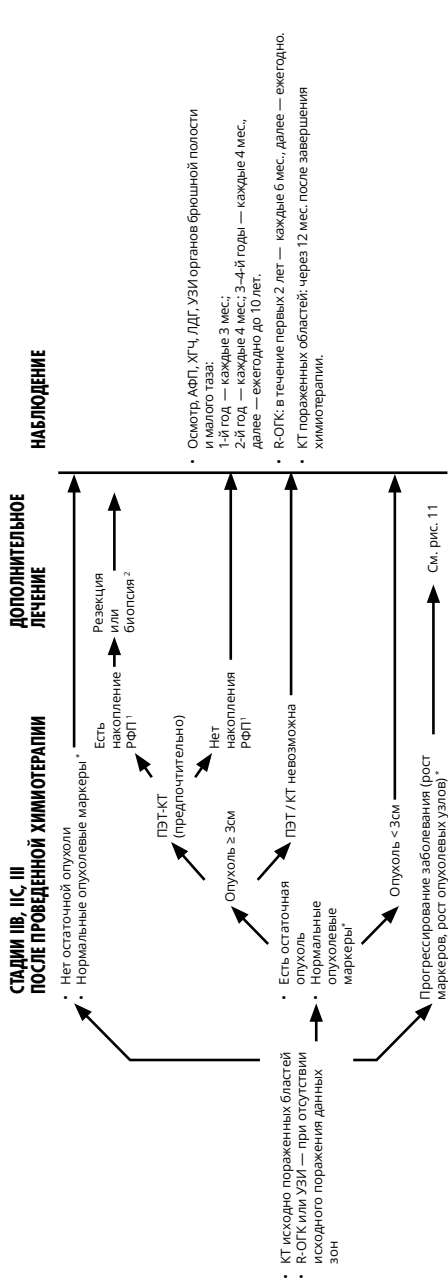 СТАДИИ IIB, IIC, III
ПОСЛЕ ПРОВЕДЕННОЙ ХИМИОТЕРАПИИ
ДОПОЛНИТЕЛЬНОЕ
ЛЕЧЕНИЕ
НАБЛЮДЕНИЕ
• КТ исходно пораженных бластей
• R-ОГК или УЗИ — при отсутствии
исходного поражения данных
зон
• Нет остаточной опухоли
• Нормальные опухолевые маркеры*
• Есть остаточная
опухоль
• Нормальные
опухолевые
маркеры*
Прогрессирование заболевания (рост
маркеров, рост опухолевых узлов)*
Опухоль ≥ 3см
Опухоль < 3см
ПЭТ-КТ
(предпочтительно)
ПЭТ / КТ невозможна
Есть
накопление
РФП¹
Нет
накопления
РФП¹
Резекция
или
биопсия²
См. рис. 11
• Осмотр, АФП, ХГЧ, ЛДГ, УЗИ органов брюшной полости
и малого таза:
1-й год — каждые 3 мес.;
2-й год — каждые 4 мес.; 3–4-й годы — каждые 4 мес.,
далее — ежегодно до 10 лет.
• R-ОГК: в течение первых 2 лет — каждые 6 мес., далее — ежегодно.
• КТ пораженных областей: через 12 мес. после завершения
химиотерапии.